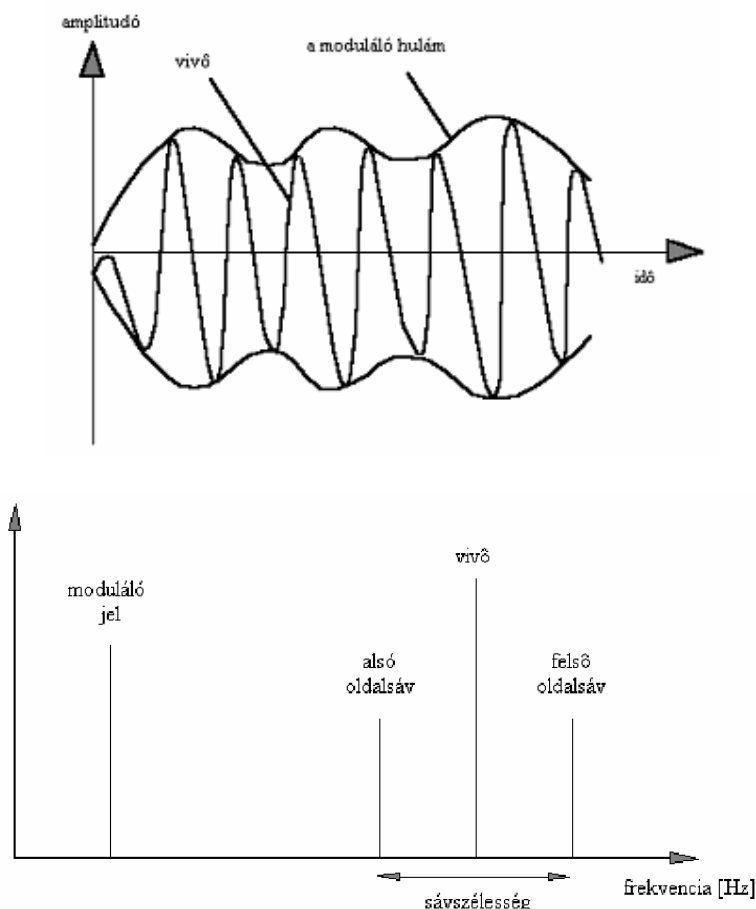 amplitudó
vivô
a moduláló hulám
idô
vivô
moduláló
jel
alsó
oldalsáv
felsô
oldalsáv
frekvencia [Hz]
sávszélesség